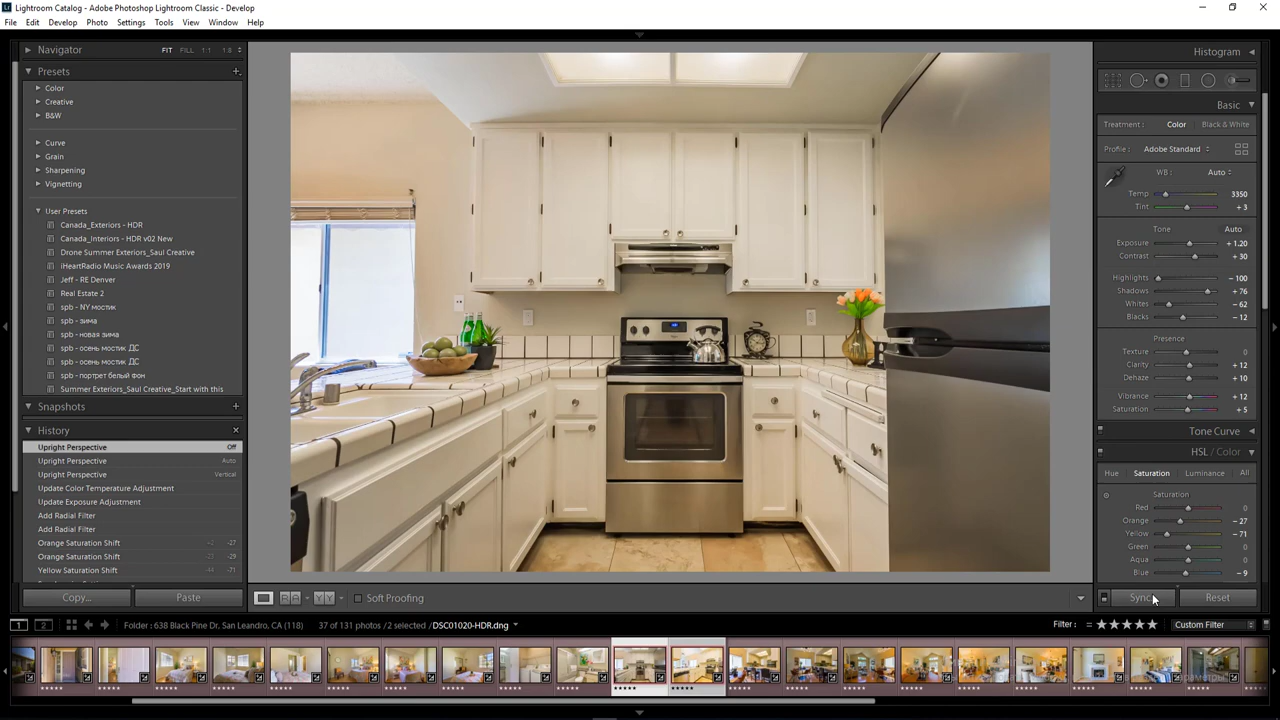 Lightroom Catalog - Adobe Photoshop Lightroom Classic - Develop
File Edit Develop Photo Settings Tools View Window Help
Navigator FIT FILL 1:1 1:8
Presets
Color
Creative
B&W
Curve
Grain
Sharpening
Vignetting
User Presets
Canada_Exteriors - HDR
Canada_Interiors - HDR v02 New
Drone Summer Exteriors_Saul Creative
iHeartRadio Music Awards 2019
Jeff - RE Denver
Real Estate 2
spb - NY мостик
spb - зима
spb - новая зима
spb - осень мостик ДС
spb - осень мостик ДС
spb - портрет белый фон
Summer Exteriors_Saul Creative_Start with this
Snapshots
History
Upright Perspective Off
Upright Perspective Auto
Upright Perspective Vertical
Update Color Temperature Adjustment
Update Exposure Adjustment
Add Radial Filter
Add Radial Filter
Orange Saturation Shift -27
Orange Saturation Shift -29
Yellow Saturation Shift -71
Copy... Paste
Soft Proofing
Histogram
Basic
Treatment : Color Black & White
Profile : Adobe Standard
WB : Auto
Temp 3350
Tint + 3
Tone Auto
Exposure + 1.20
Contrast + 30
Highlights - 100
Shadows + 76
Whites - 62
Blacks - 12
Presence
Texture 0
Clarity + 12
Dehaze + 10
Vibrance + 12
Saturation + 5
Tone Curve
HSL / Color
Hue Saturation Luminance All
Saturation
Red 0
Orange - 27
Yellow - 71
Green 0
Aqua 0
Blue - 9
Sync Reset
1 2 Folder : 638 Black Pine Dr, San Leandro, CA (118) 37 of 131 photos / 2 selected / DSC01020-HDR.dng Filter : Custom Filter